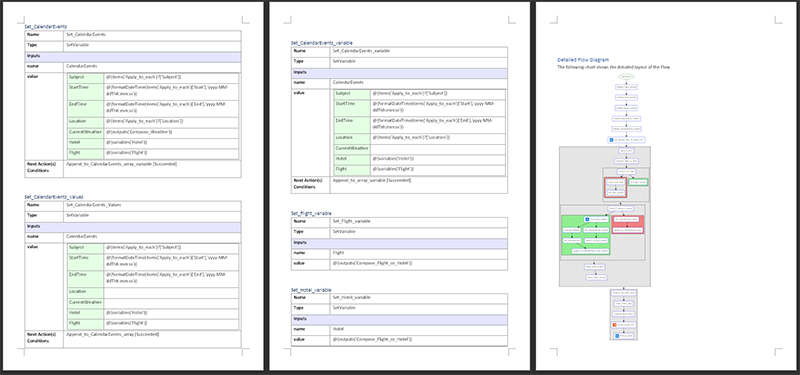 Set_CalendarEvents
Name Set_CalendarEvents
Type SetVariable
Inputs
name CalendarEvents
value Subject @{items('Apply_to_each')?['Subject']}
StartTime @{formatDateTime(items('Apply_to_each')['Start'],'yyyy-MM-
ddTHH:mm:ss')}
EndTime @{formatDateTime(items('Apply_to_each')['End'],'yyyy-MM-
ddTHH:mm:ss')}
Location @{items('Apply_to_each')?['Location']}
CurrentWeather @{outputs('Compose_Weather')}
Hotel @{variables('Hotel')}
Flight @{variables('Flight')}
Next Action(s) Append_to_CalendarEvents_array_variable [Succeeded]
Conditions
Set_CalendarEvents_Values
Name Set_CalendarEvents_Values
Type SetVariable
Inputs
name CalendarEvents
value Subject @{items('Apply_to_each')?['Subject']}
StartTime @{formatDateTime(items('Apply_to_each')['Start'],'yyyy-MM-
ddTHH:mm:ss')}
EndTime @{formatDateTime(items('Apply_to_each')['End'],'yyyy-MM-
ddTHH:mm:ss')}
Location
CurrentWeather
Hotel @{variables('Hotel')}
Flight @{variables('Flight')}
Next Action(s) Append_to_CalendarEvents_array [Succeeded]
Conditions
Set_CalendarEvents_variable
Name Set_CalendarEvents_variable
Type SetVariable
Inputs
name CalendarEvents
value Subject @{items('Apply_to_each')?['Subject']}
StartTime @{formatDateTime(items('Apply_to_each')['Start'],'yyyy-MM-
ddTHH:mm:ss')}
EndTime @{formatDateTime(items('Apply_to_each')['End'],'yyyy-MM-
ddTHH:mm:ss')}
Location @{items('Apply_to_each')?['Location']}
CurrentWeather
Hotel @{variables('Hotel')}
Flight @{variables('Flight')}
Next Action(s) Append_to_array_variable [Succeeded]
Conditions
Set_Flight_variable
Name Set_Flight_variable
Type SetVariable
Inputs
name Flight
value @{outputs('Compose_Flight_or_Hotel')}
Set_Hotel_variable
Name Set_Hotel_variable
Type SetVariable
Inputs
name Hotel
value @{outputs('Compose_Flight_or_Hotel')}
Detailed Flow Diagram
The following chart shows the detailed layout of the Flow